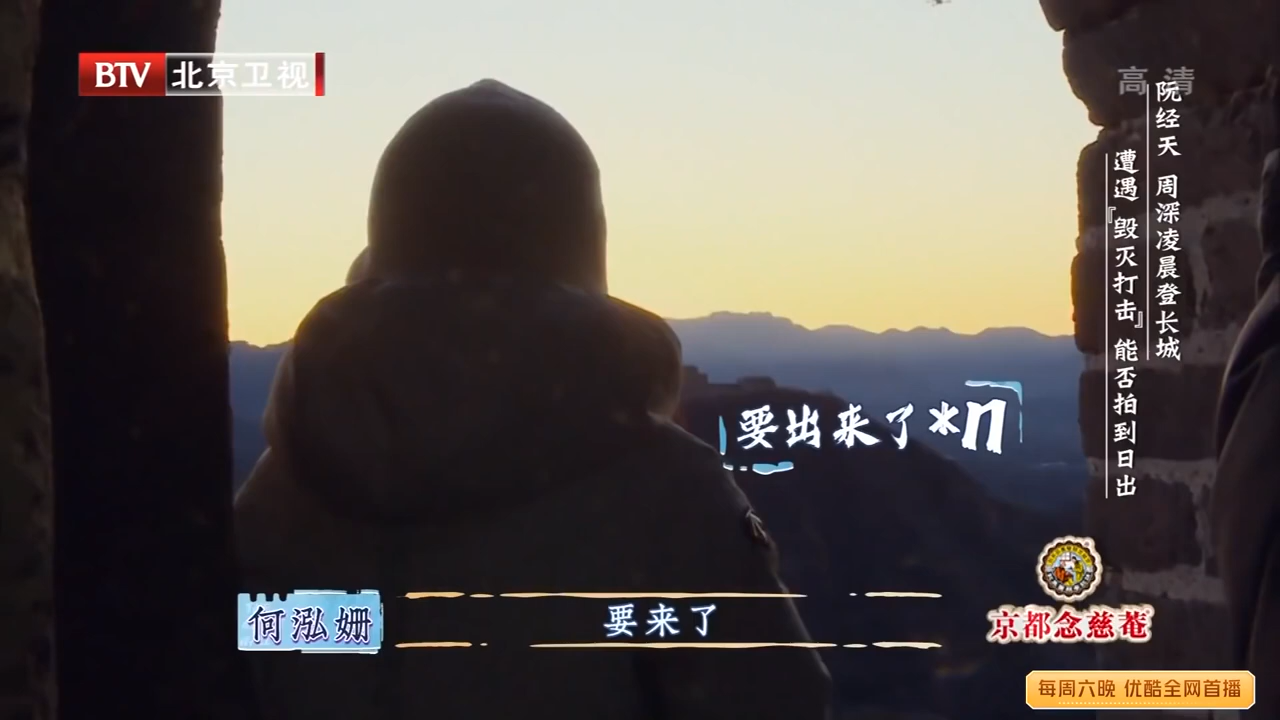 BTV 北京卫视
高清
阮经天 周深凌晨登长城
遭遇『毁灭打击』能否拍到日出
要出来了*n
何泓姗
要来了
京都念慈菴
每周六晚 优酷全网首播